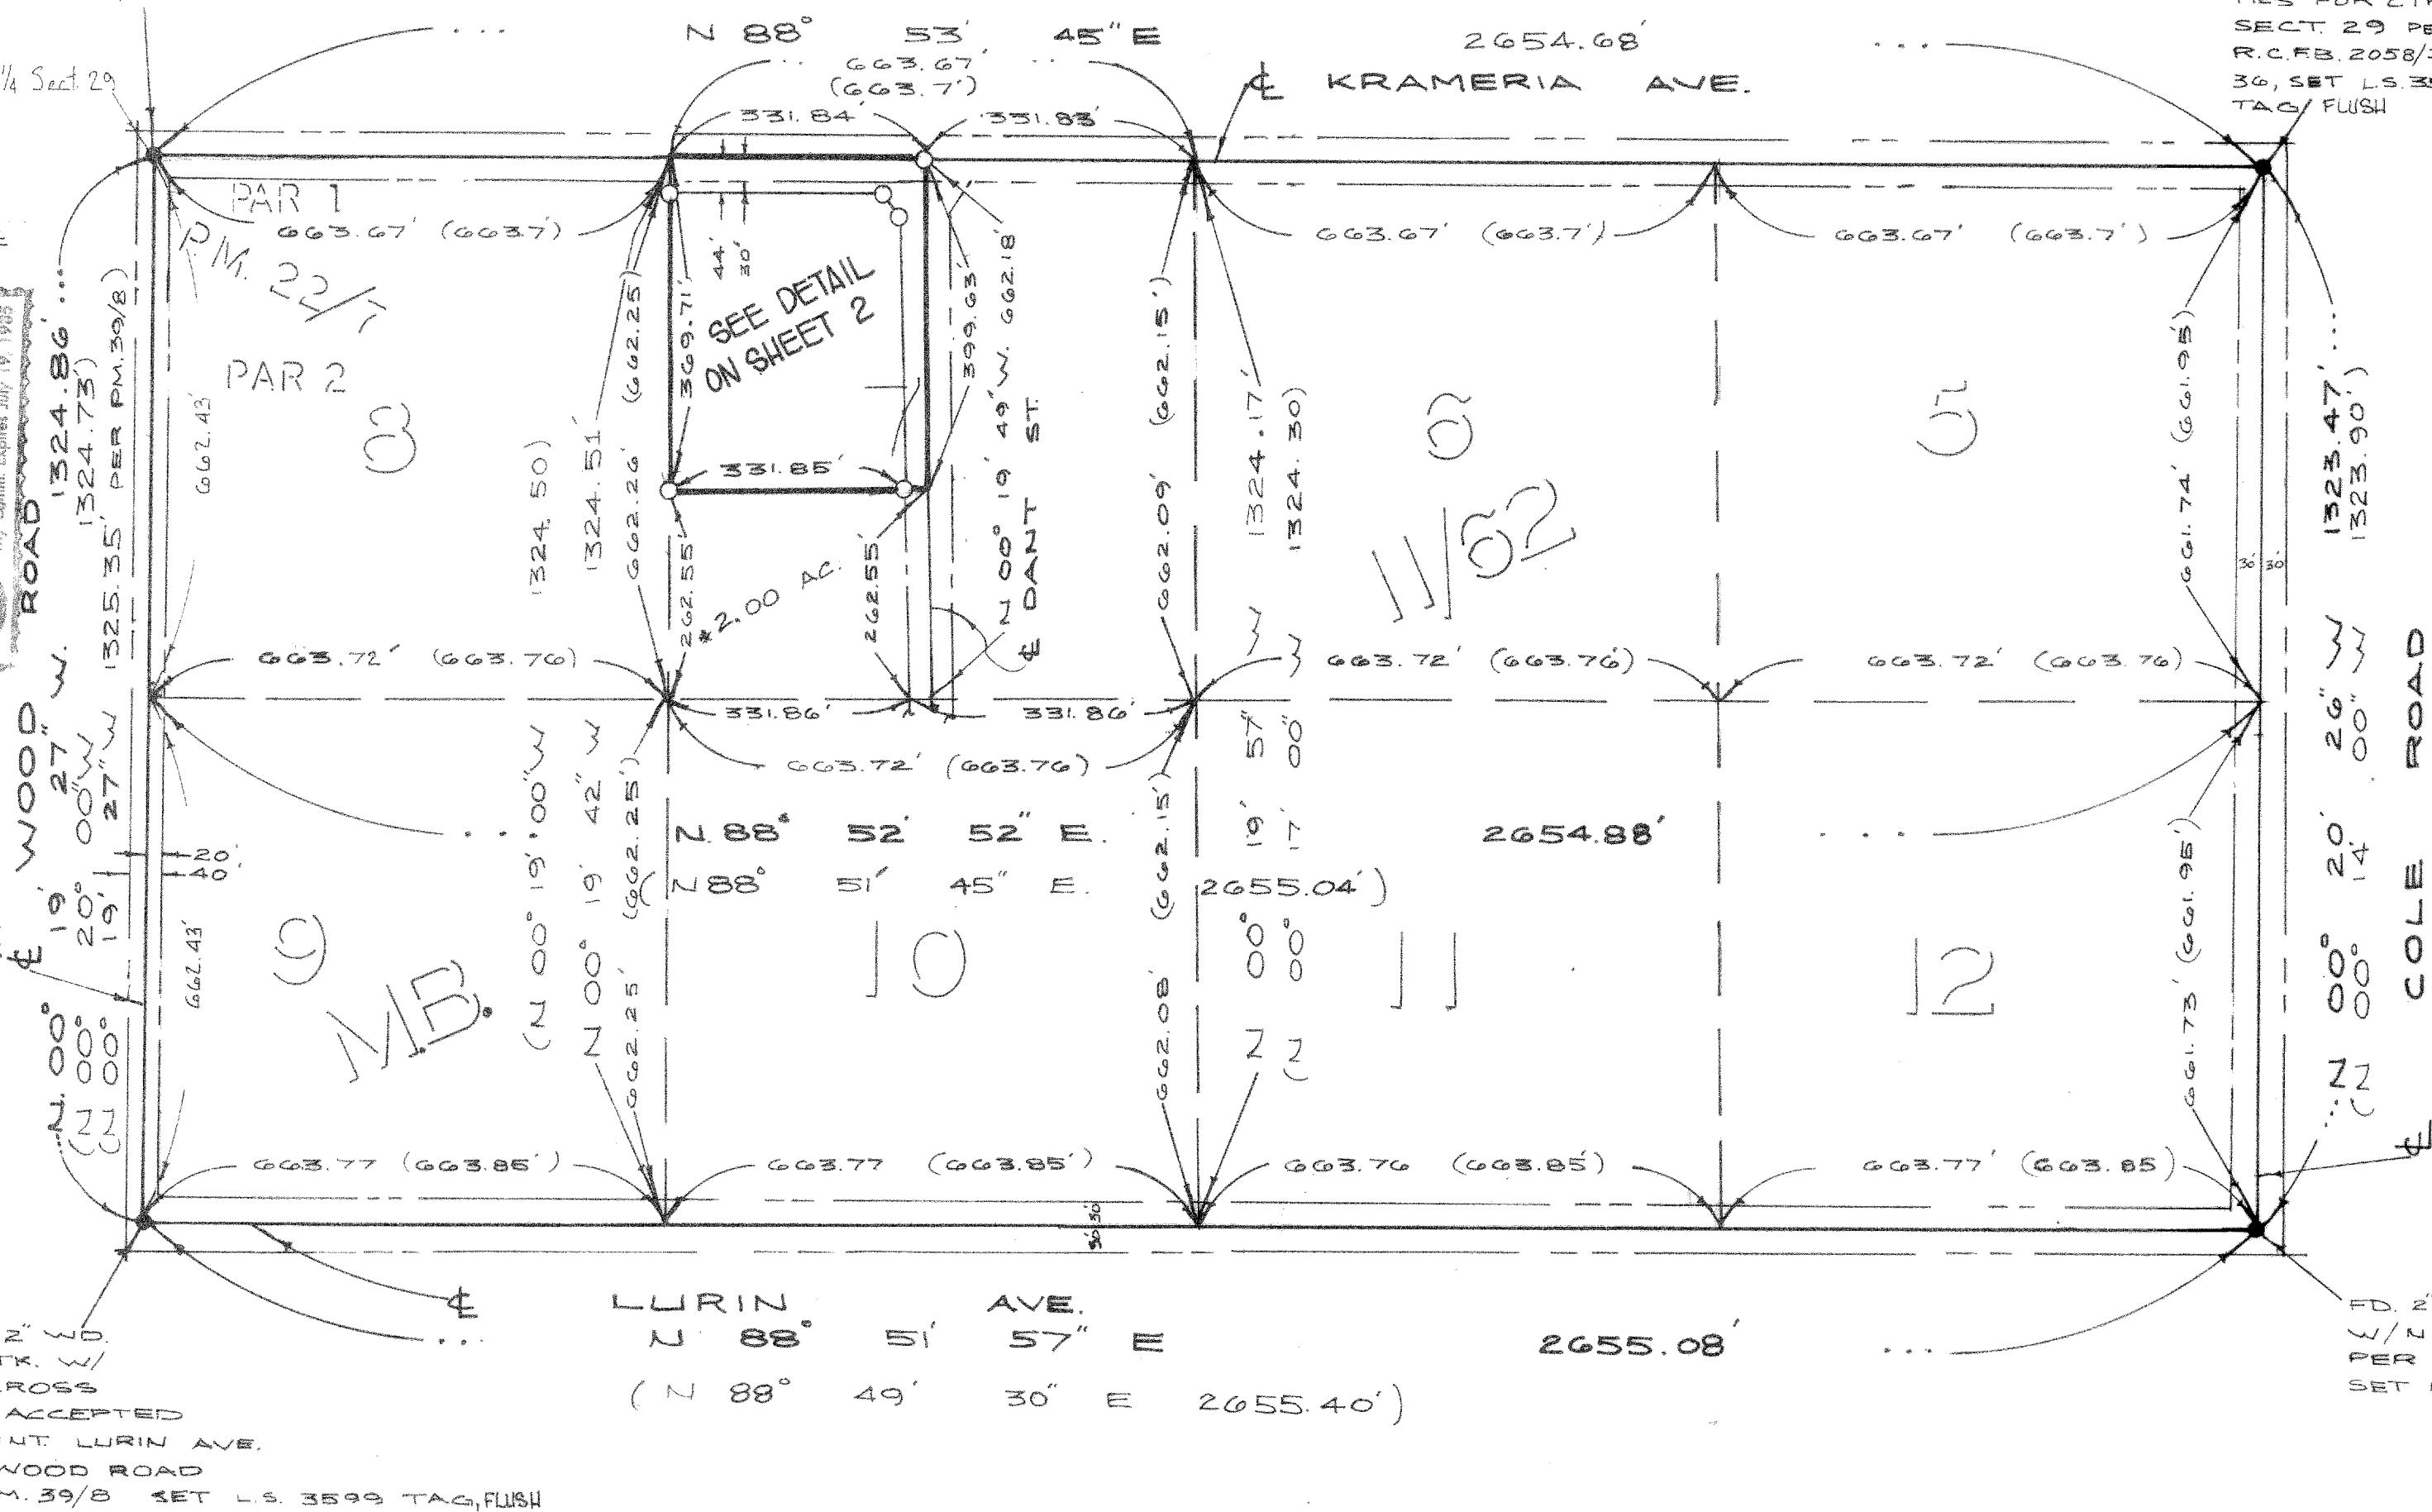 N 88° 53' 45" E
2654.68'
663.67'
(663.7')
331.84'
331.83'
℄ KRAMERIA AVE.
SECT. 29
R.C.F.B. 2058/
36, SET L.S.
TAG/ FLUSH
1/4 Sect. 29
PAR 1
P.M. 22/7
PAR 2
8
663.67' (663.7')
663.67' (663.7')
663.67' (663.7')
44'
30'
SEE DETAIL
ON SHEET 2
369.71'
399.63'
331.85'
262.55'
262.55'
*2.00 Ac.
N 00° 19' 49" W. 662.18'
℄ DANT ST.
(662.25')
662.26'
1324.51'
1324.50)
N 00° 19' 42" W
(N 00° 19' 00" W
(662.15')
662.09'
1324.17'
1324.30)
N 00° 19' 57" W
(N 00° 17' 00" W
6
5
11/62
(661.95')
661.74'
30' 30'
1323.47'
1323.90')
...N 00° 20' 26" W
(N 00° 14' 00" W
℄ COLE ROAD
℄ WOOD ROAD
N. 00° 19' 27" W. 1324.86' ...
(N 00° 20' 00" W 1324.73')
N 00° 19' 27" W 1325.35' PER PM. 39/8)
662.43'
663.72' (663.76)
663.72' (663.76)
663.72' (663.76)
331.86'
331.86'
663.72' (663.76)
N. 88° 52' 52" E. 2654.88'
(N 88° 51' 45" E. 2655.04')
20'
40'
662.43'
9
M.B.
10
11
12
(662.25')
662.25'
(662.15')
662.08'
(661.95')
661.73'
663.77 (663.85')
663.77 (663.85')
663.76 (663.85')
663.77' (663.85)
30' 30'
℄
LURIN AVE.
N 88° 51' 57" E 2655.08'
(N 88° 49' 30" E 2655.40')
ACCEPTED
LURIN AVE.
WOOD ROAD
39/8 SET L.S. 3599 TAG, FLUSH
FD. 2"
W/
PER
SET